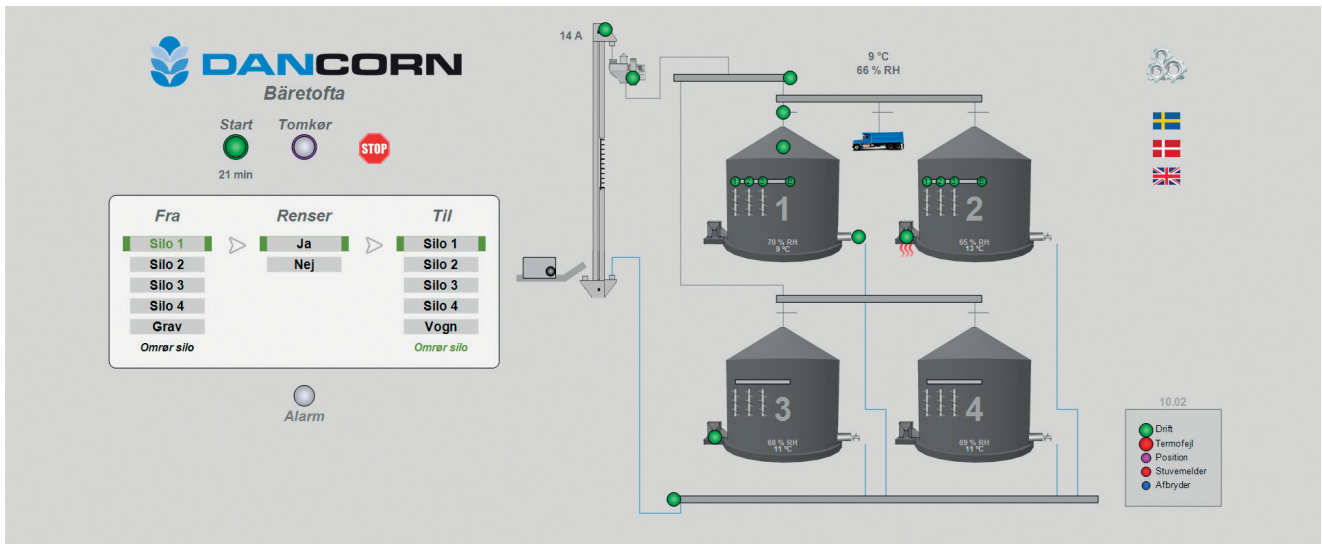 DANCORN
Bäretofta
Start
Tomkør
STOP
21 min
Fra
Renser
Til
Silo 1
Ja
Silo 1
Silo 2
Nej
Silo 2
Silo 3
Silo 3
Silo 4
Silo 4
Grav
Vogn
Omrør silo
Omrør silo
Alarm
14 A
9 °C
66 % RH
1
70 % RH
9 °C
2
65 % RH
13 °C
3
68 % RH
11 °C
4
69 % RH
11 °C
10.02
Drift
Termofejl
Position
Stuvemelder
Afbryder